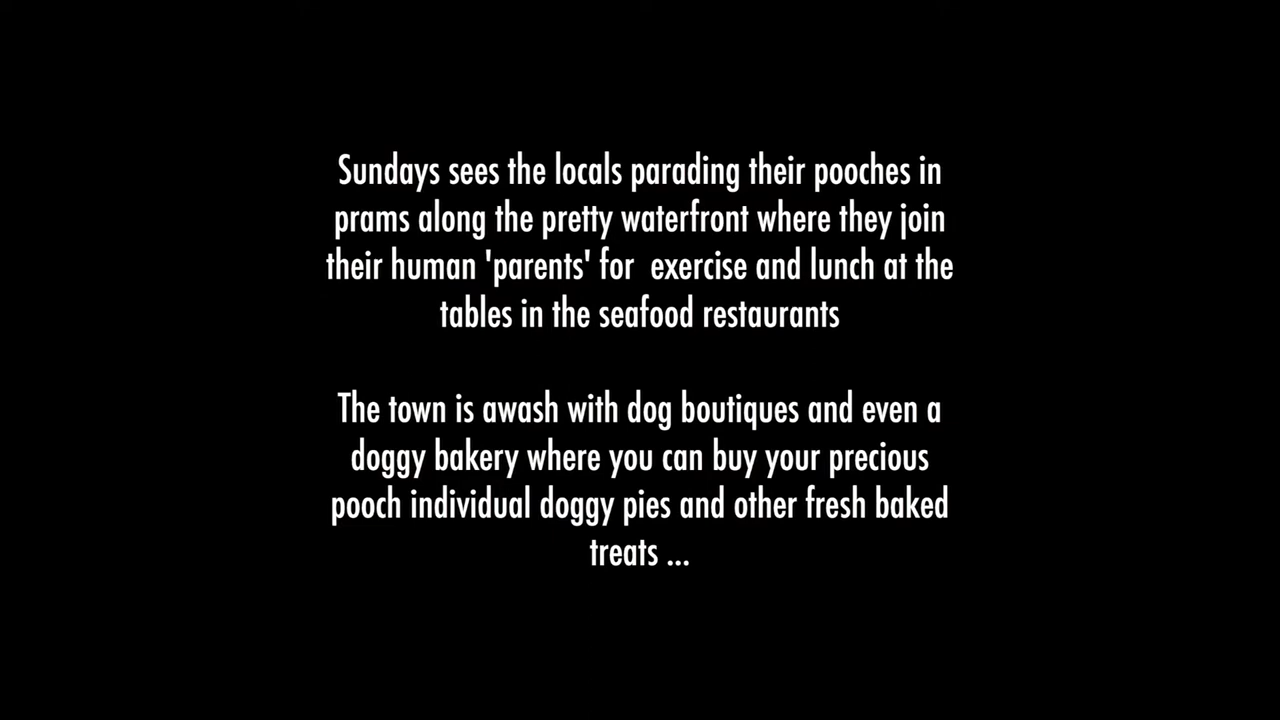 Sundays sees the locals parading their pooches in
prams along the pretty waterfront where they join
their human 'parents' for  exercise and lunch at the
tables in the seafood restaurants
The town is awash with dog boutiques and even a
doggy bakery where you can buy your precious
pooch individual doggy pies and other fresh baked
treats ...